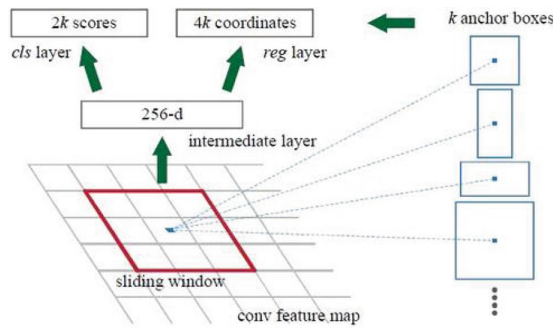 2k scores
4k coordinates
k anchor boxes
cls layer
reg layer
256-d
intermediate layer
sliding window
conv feature map